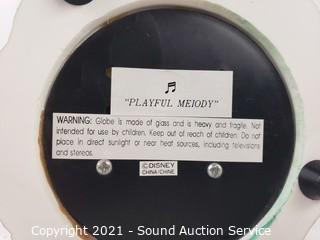 "PLAYFUL MEIODY"
WARNING: Globe is made of glass and is heavy and fragile. Not
intended for use by children. Keep out of reach of children. Do not
place in direct sunlight or near heat sources, including televisions
and stereos.
©DISNEY
CHINA/CHINE
Copyright 2021 - Sound Auction Service